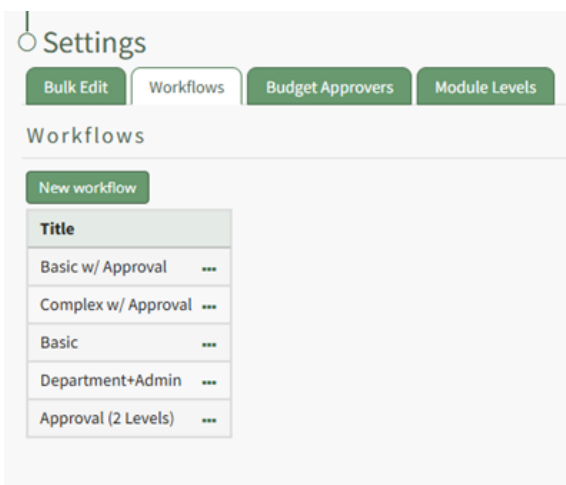 Settings
Bulk Edit Workflows Budget Approvers Module Levels
Workflows
New workflow
Title
Basic w/ Approval
Complex w/ Approval
Basic
Department+Admin
Approval (2 Levels)